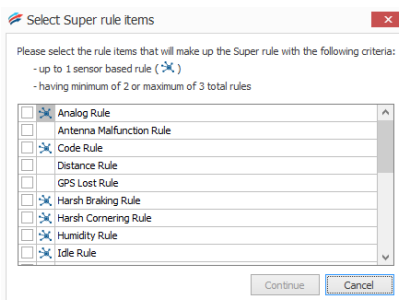 Select Super rule items
Please select the rule items that will make up the Super rule with the following criteria:
- up to 1 sensor based rule ( )
- having minimum of 2 or maximum of 3 total rules
Analog Rule
Antenna Malfunction Rule
Code Rule
Distance Rule
GPS Lost Rule
Harsh Braking Rule
Harsh Cornering Rule
Humidity Rule
Idle Rule
Continue
Cancel